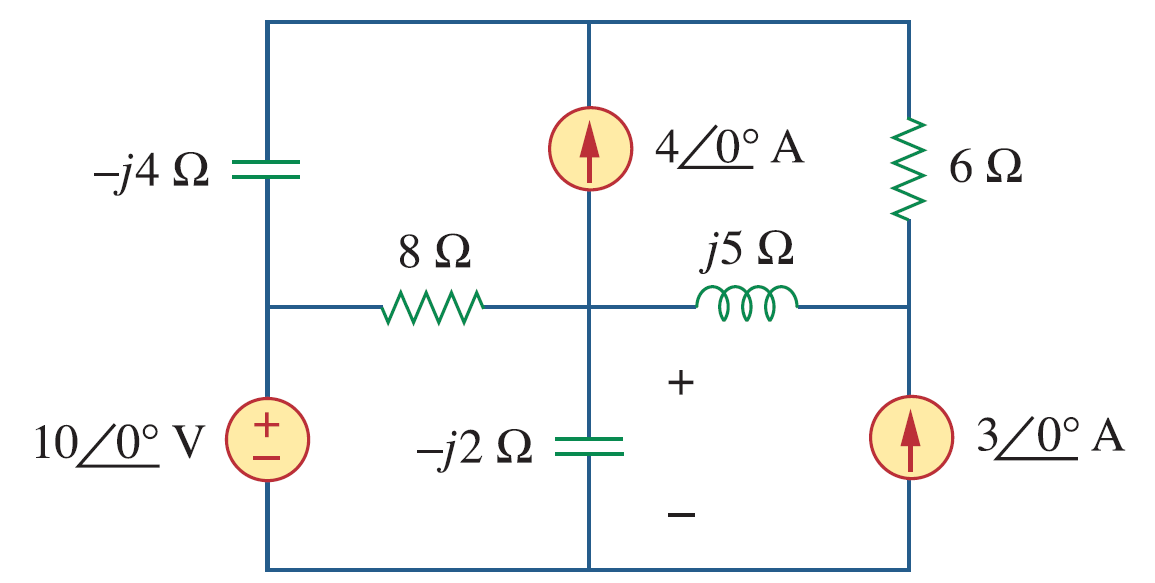 4/0° A
–j4 Ω
6 Ω
8 Ω
j5 Ω
+
10/0° V
+
–
–j2 Ω
3/0° A
–